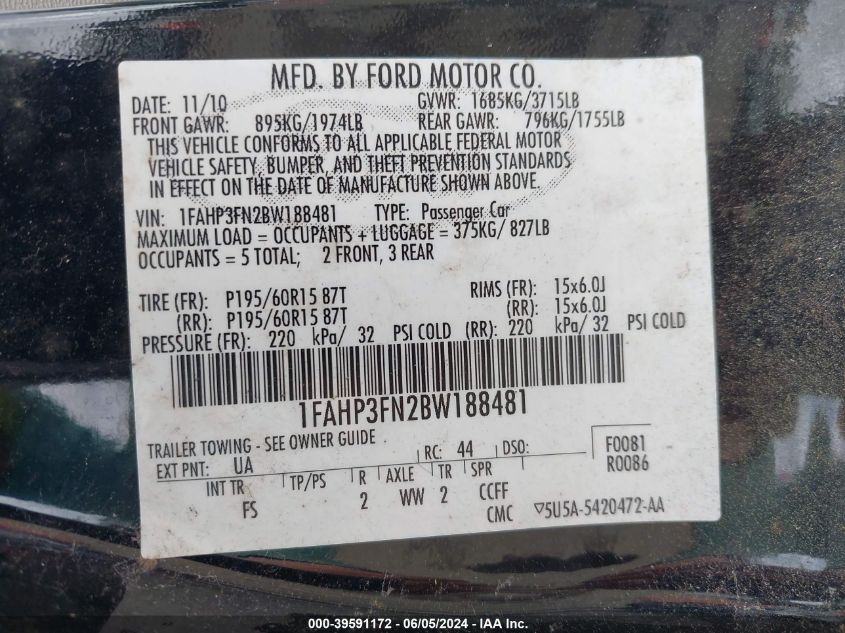 MFD. BY FORD MOTOR CO.
DATE: 11/10 GVWR: 1685KG/3715LB
FRONT GAWR: 895KG/1974LB REAR GAWR: 796KG/1755LB
THIS VEHICLE CONFORMS TO ALL APPLICABLE FEDERAL MOTOR
VEHICLE SAFETY, BUMPER, AND THEFT PREVENTION STANDARDS
IN EFFECT ON THE DATE OF MANUFACTURE SHOWN ABOVE.
VIN: 1FAHP3FN2BW188481 TYPE: Passenger Car
MAXIMUM LOAD = OCCUPANTS + LUGGAGE = 375KG/ 827LB
OCCUPANTS = 5 TOTAL; 2 FRONT, 3 REAR
TIRE (FR): P195/60R15 87T RIMS (FR): 15x6.0J
(RR): P195/60R15 87T (RR): 15x6.0J
PRESSURE (FR): 220 kPa/ 32 PSI COLD (RR): 220 kPa/ 32 PSI COLD
1FAHP3FN2BW188481
TRAILER TOWING - SEE OWNER GUIDE
EXT PNT: UA RC: 44 DSO: F0081
R0086
INT TR TP/PS R AXLE TR SPR
FS 2 WW 2 CCFF
CMC ▽5U5A-5420472-AA
000-39591172 - 06/05/2024 - IAA Inc.